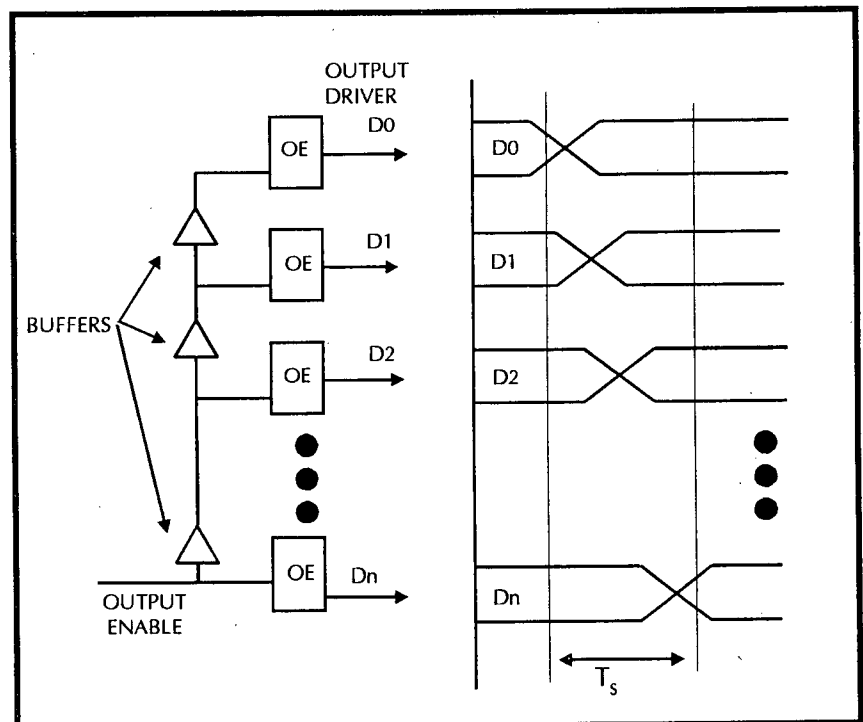 OUTPUT
DRIVER
OE
D0
D0
OE
D1
D1
BUFFERS
OE
D2
D2
OE
Dn
Dn
OUTPUT
ENABLE
Ts